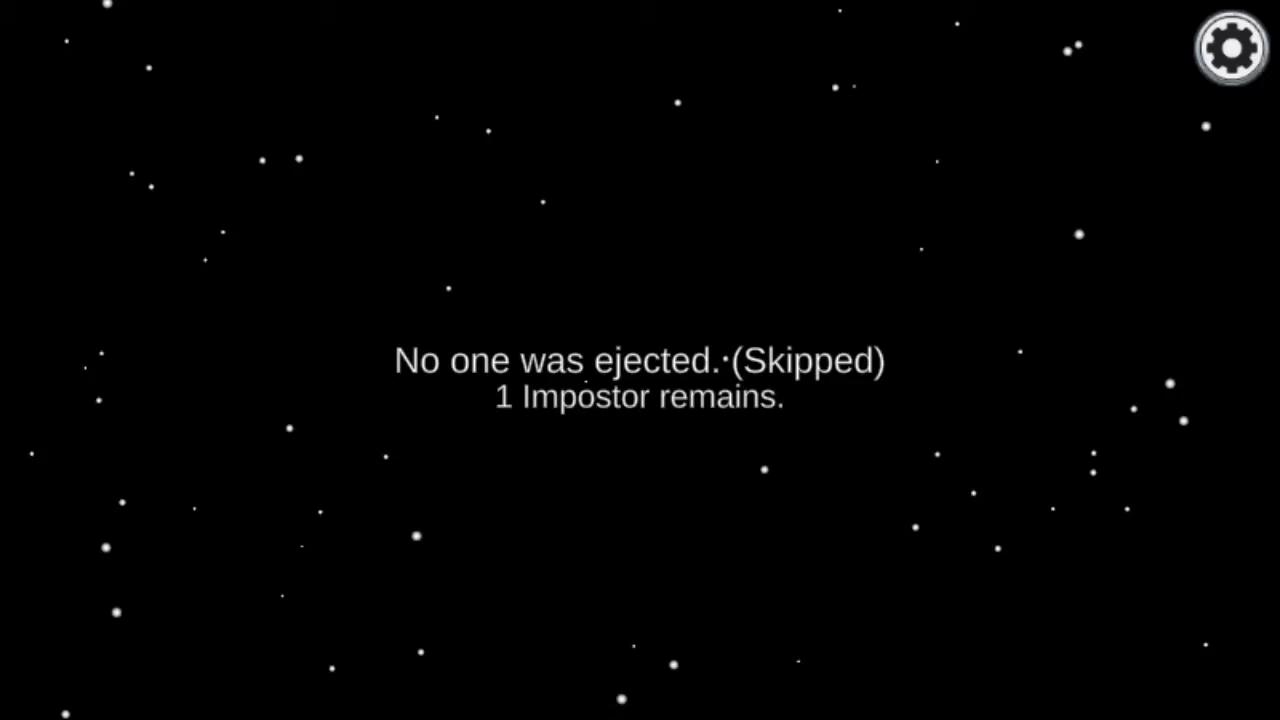 No one was ejected. (Skipped)
1 Impostor remains.